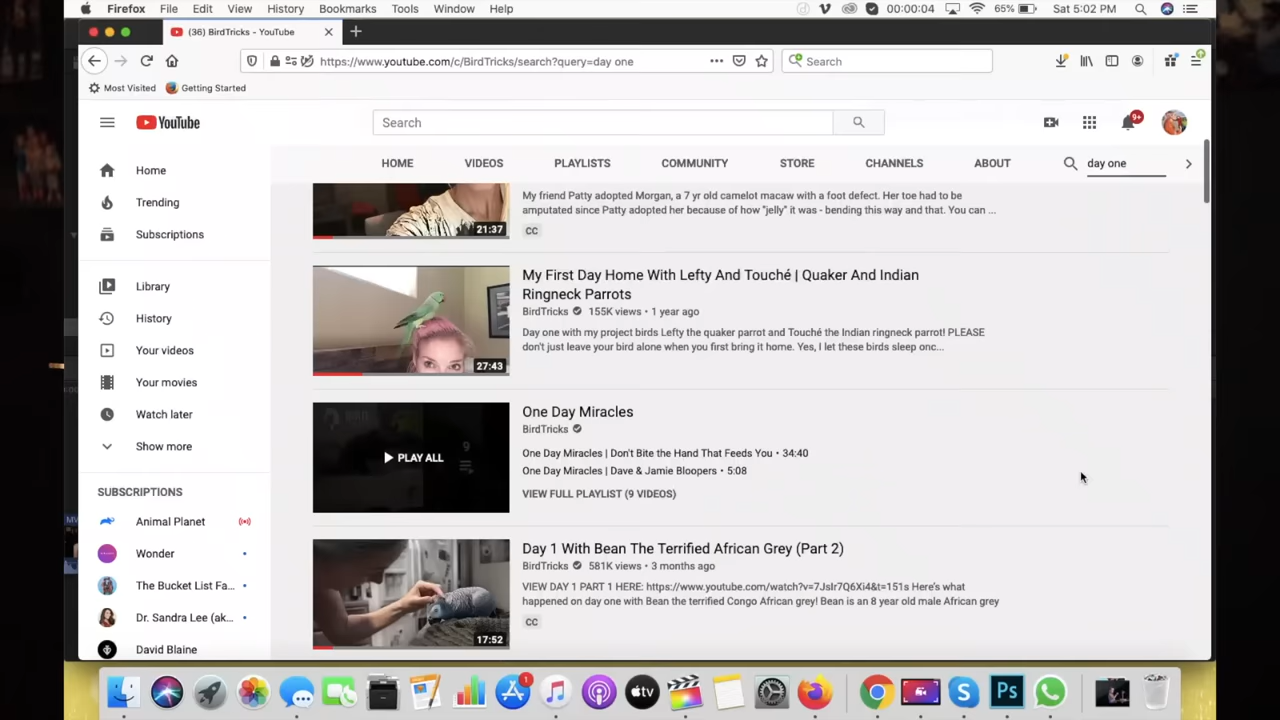 Firefox File Edit View History Bookmarks Tools Window Help 00:00:04 65% Sat 5:02 PM
(36) BirdTricks - YouTube
https://www.youtube.com/c/BirdTricks/search?query=day one
Search
Most Visited Getting Started
YouTube
Search
9+
HOME VIDEOS PLAYLISTS COMMUNITY STORE CHANNELS ABOUT day one
Home
Trending
Subscriptions
Library
History
Your videos
Your movies
Watch later
Show more
SUBSCRIPTIONS
Animal Planet
Wonder
The Bucket List Fa...
Dr. Sandra Lee (ak...
David Blaine
My friend Patty adopted Morgan, a 7 yr old camelot macaw with a foot defect. Her toe had to be
amputated since Patty adopted her because of how "jelly" it was - bending this way and that. You can ...
21:37
CC
My First Day Home With Lefty And Touché | Quaker And Indian
Ringneck Parrots
BirdTricks 155K views • 1 year ago
Day one with my project birds Lefty the quaker parrot and Touché the Indian ringneck parrot! PLEASE
don't just leave your bird alone when you first bring it home. Yes, I let these birds sleep onc...
27:43
One Day Miracles
BirdTricks
One Day Miracles | Don't Bite the Hand That Feeds You • 34:40
One Day Miracles | Dave & Jamie Bloopers • 5:08
VIEW FULL PLAYLIST (9 VIDEOS)
PLAY ALL
9
Day 1 With Bean The Terrified African Grey (Part 2)
BirdTricks 581K views • 3 months ago
VIEW DAY 1 PART 1 HERE: https://www.youtube.com/watch?v=7JsIr7Q6Xi4&t=151s Here's what
happened on day one with Bean the terrified Congo African grey! Bean is an 8 year old male African grey
CC
17:52
1
tv
Ps